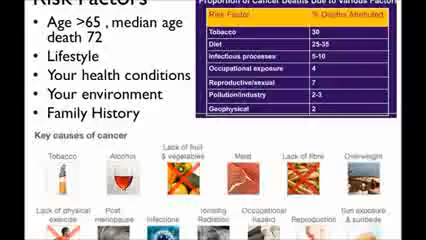 Risk Factors
• Age >65 , median age
death 72
• Lifestyle
• Your health conditions
• Your environment
• Family History
Proportion of Cancer Deaths Due to Various Factors
Risk Factor % Deaths Attributed
Tobacco 30
Diet 25-35
Infectious processes 5-10
Occupational exposure 4
Reproductive/sexual 7
Pollution/industry 2-3
Geophysical 2
Key causes of cancer
Tobacco
Alcohol
Lack of fruit
& vegetables
Meat
Lack of fibre
Overweight
Lack of physical
exercise
Post-
menopause
Infections
Ionising
Radiation
Occupational
hazard
Reproduction
Sun exposure
& sunbeds